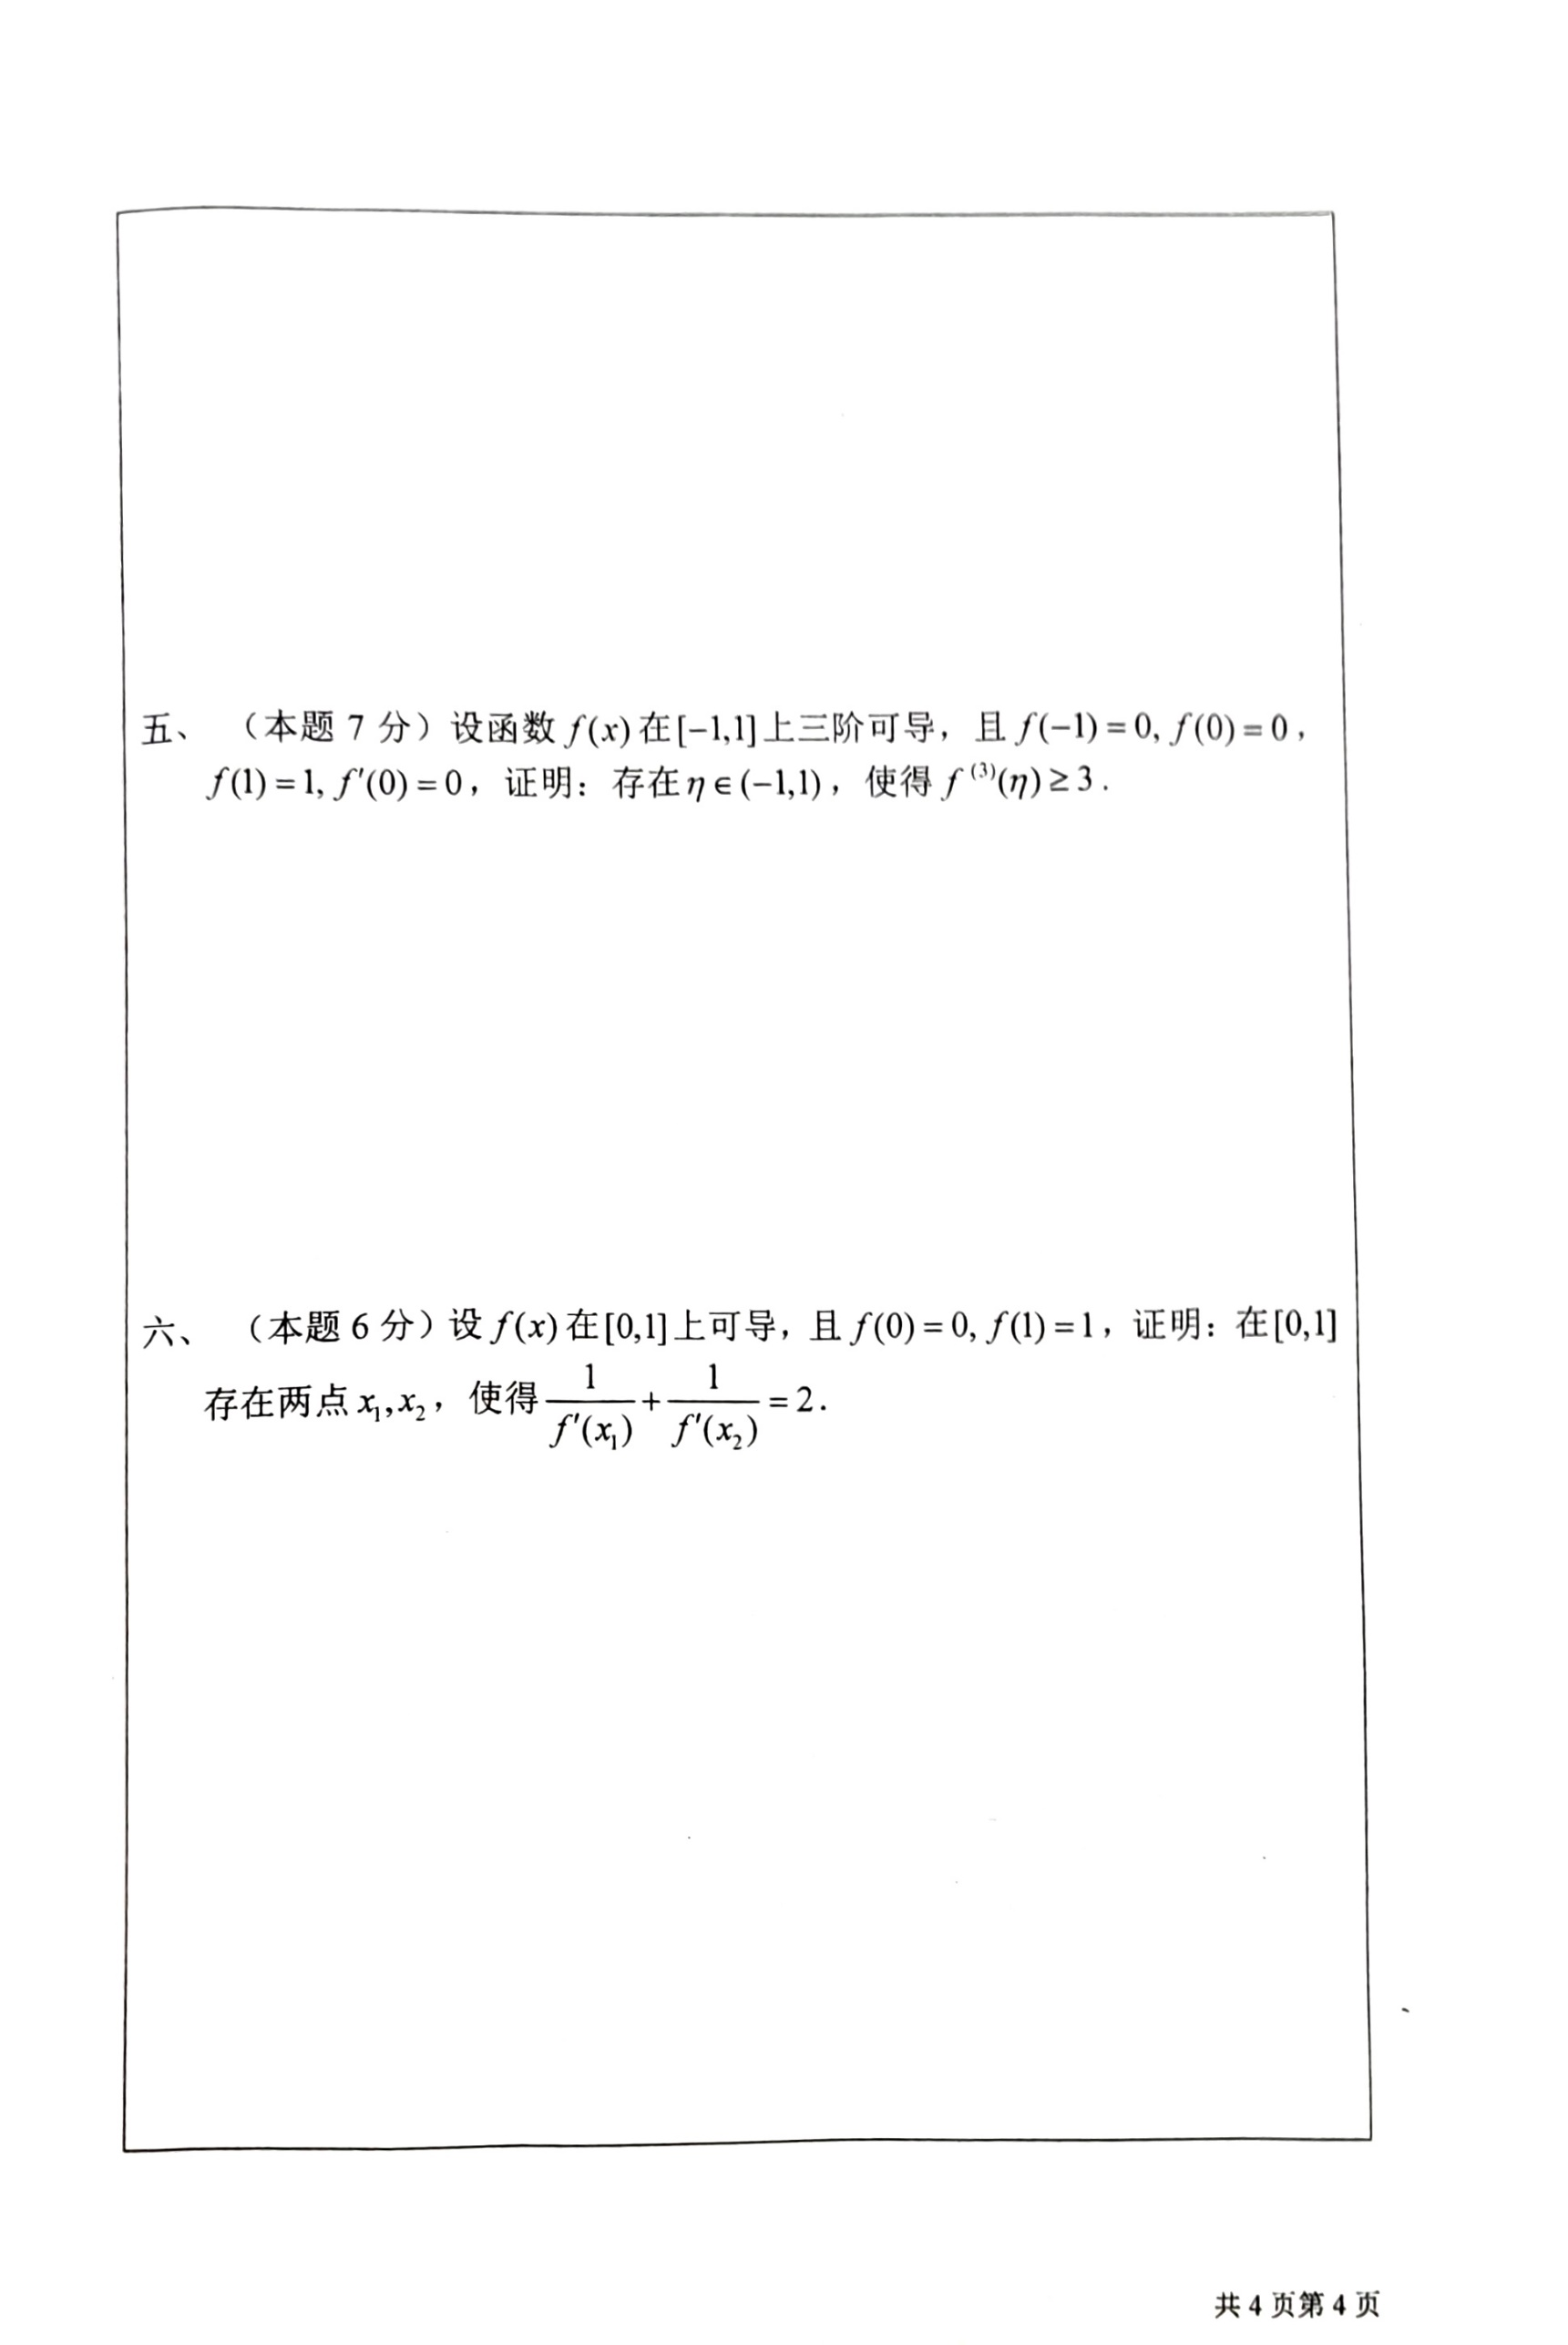 五、 （本题 7 分）设函数 f(x) 在[-1,1]上三阶可导，且 f(-1)=0, f(0)=0，
f(1)=1, f′(0)=0，证明：存在 η∈(-1,1)，使得 f⁽³⁾(η)≥3.
六、 （本题 6 分）设 f(x) 在[0,1]上可导，且 f(0)=0, f(1)=1，证明：在[0,1]
存在两点 x₁,x₂，使得 1/f′(x₁) + 1/f′(x₂) = 2.
共 4 页第 4 页